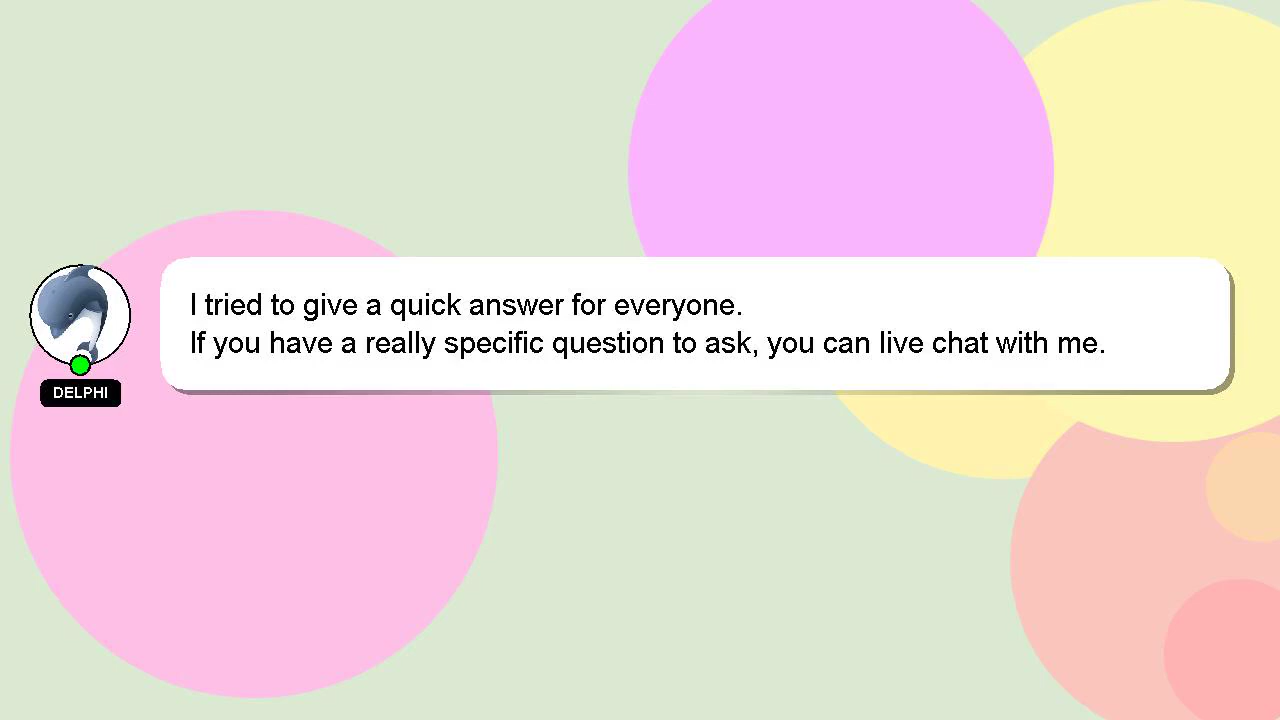 I tried to give a quick answer for everyone.
If you have a really specific question to ask, you can live chat with me.
DELPHI